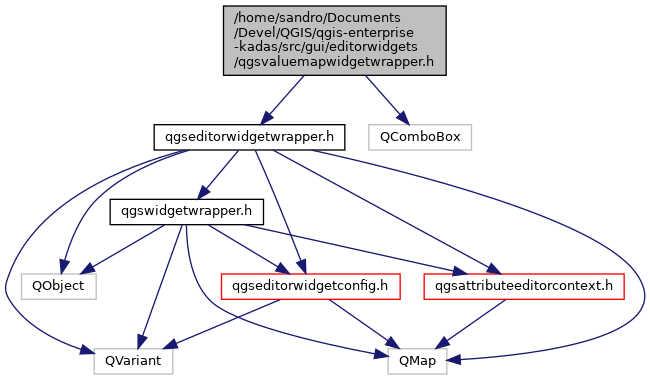 /home/sandro/Documents
/Devel/QGIS/qgis-enterprise
-kadas/src/gui/editorwidgets
/qgsvaluemapwidgetwrapper.h
qgseditorwidgetwrapper.h
QComboBox
qgswidgetwrapper.h
QObject
qgseditorwidgetconfig.h
qgsattributeeditorcontext.h
QVariant
QMap